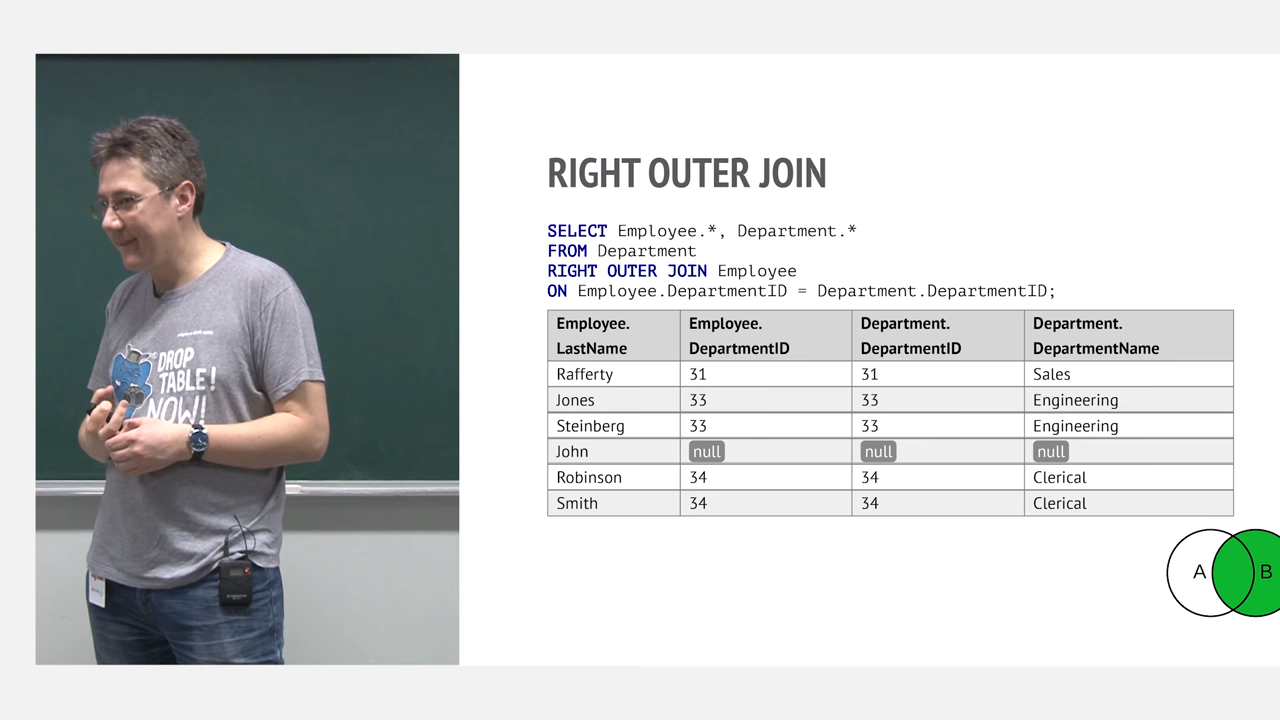 RIGHT OUTER JOIN
SELECT Employee.*, Department.*
FROM Department
RIGHT OUTER JOIN Employee
ON Employee.DepartmentID = Department.DepartmentID;
Employee. Employee. Department. Department.
LastName DepartmentID DepartmentID DepartmentName
Rafferty 31 31 Sales
Jones 33 33 Engineering
Steinberg 33 33 Engineering
John null null null
Robinson 34 34 Clerical
Smith 34 34 Clerical
A B
DROP
TABLE!
NOW!